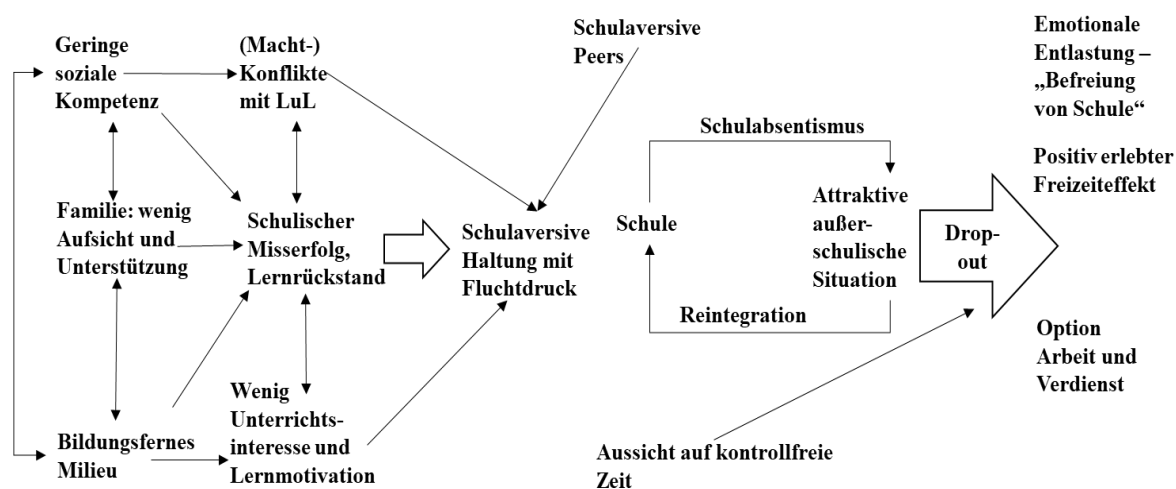 Geringe
soziale
Kompetenz
(Macht-)
Konflikte
mit LuL
Familie: wenig
Aufsicht und
Unterstützung
Schulischer
Misserfolg,
Lernrückstand
Bildungsfernes
Milieu
Wenig
Unterrichts-
interesse und
Lernmotivation
Schulaversive
Peers
Schulaversive
Haltung mit
Fluchtdruck
Schule
Schulabsentismus
Reintegration
Attraktive
außer-
schulische
Situation
Drop-
out
Aussicht auf kontrollfreie
Zeit
Emotionale
Entlastung –
„Befreiung
von Schule“
Positiv erlebter
Freizeiteffekt
Option
Arbeit und
Verdienst